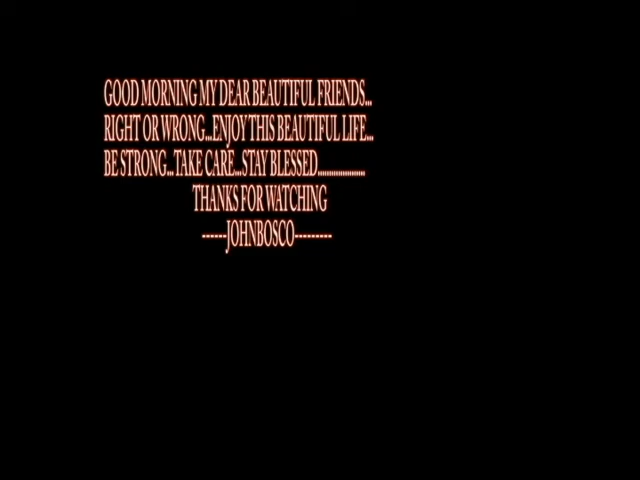 GOOD MORNING MY DEAR BEAUTIFUL FRIENDS...
RIGHT OR WRONG...ENJOY THIS BEAUTIFUL LIFE...
BE STRONG...TAKE CARE...STAY BLESSED...................
THANKS FOR WATCHING
------JOHNBOSCO---------